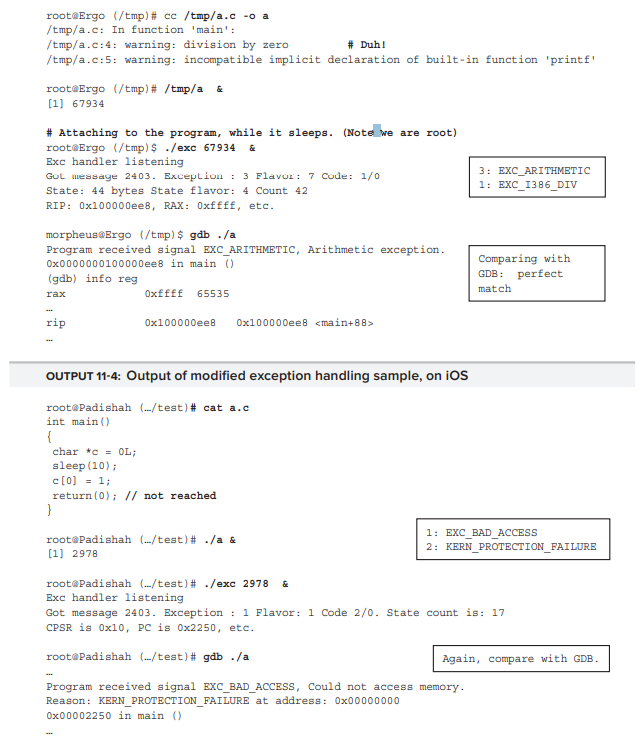 root@Ergo (/tmp)# cc /tmp/a.c -o a
/tmp/a.c: In function 'main':
/tmp/a.c:4: warning: division by zero # Duh!
/tmp/a.c:5: warning: incompatible implicit declaration of built-in function 'printf'
root@Ergo (/tmp)# /tmp/a &
[1] 67934
# Attaching to the program, while it sleeps. (Note we are root)
root@Ergo (/tmp)$ ./exc 67934 &
Exc handler listening
Got message 2403. Exception : 3 Flavor: 7 Code: 1/0
State: 44 bytes State flavor: 4 Count 42
RIP: 0x100000ee8, RAX: 0xffff, etc.
3: EXC_ARITHMETIC
1: EXC_I386_DIV
morpheus@Ergo (/tmp)$ gdb ./a
Program received signal EXC_ARITHMETIC, Arithmetic exception.
0x0000000100000ee8 in main ()
(gdb) info reg
rax 0xffff 65535
…
rip 0x100000ee8 0x100000ee8 <main+88>
…
Comparing with
GDB: perfect
match
OUTPUT 11-4: Output of modified exception handling sample, on iOS
root@Padishah (…/test)# cat a.c
int main()
{
char *c = 0L;
sleep(10);
c[0] = 1;
return(0); // not reached
}
root@Padishah (…/test)# ./a &
[1] 2978
1: EXC_BAD_ACCESS
2: KERN_PROTECTION_FAILURE
root@Padishah (…/test)# ./exc 2978 &
Exc handler listening
Got message 2403. Exception : 1 Flavor: 1 Code 2/0. State count is: 17
CPSR is 0x10, PC is 0x2250, etc.
root@Padishah (…/test)# gdb ./a
Again, compare with GDB.
…
Program received signal EXC_BAD_ACCESS, Could not access memory.
Reason: KERN_PROTECTION_FAILURE at address: 0x00000000
0x00002250 in main ()
…